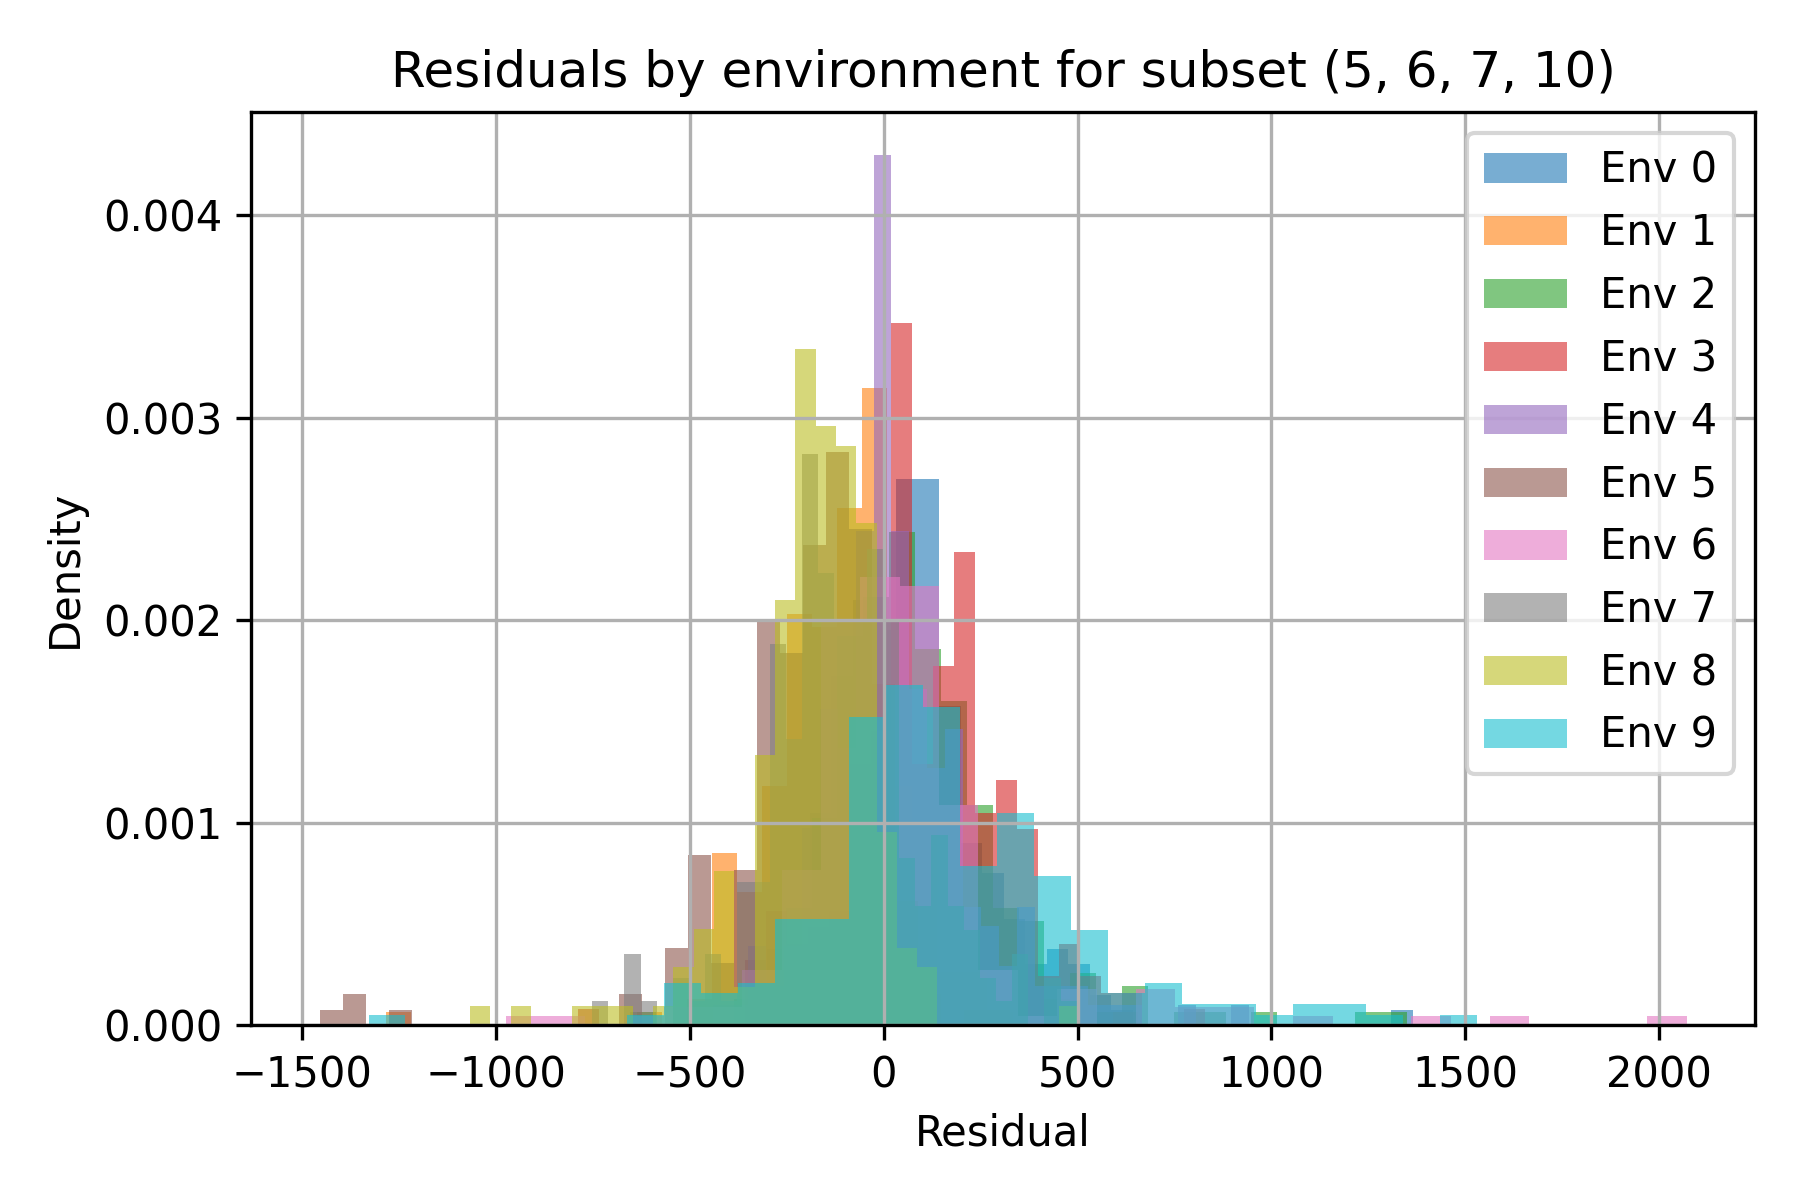 Residuals by environment for subset (5, 6, 7, 10)
Density
0.004
0.003
0.002
0.001
0.000
−1500
−1000
−500
0
500
1000
1500
2000
Residual
Env 0
Env 1
Env 2
Env 3
Env 4
Env 5
Env 6
Env 7
Env 8
Env 9